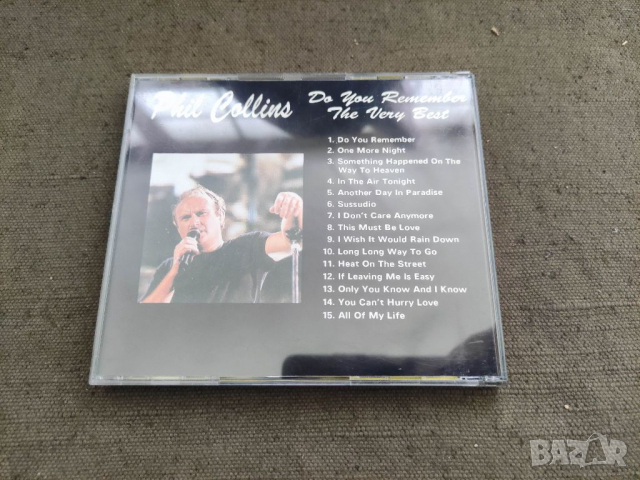 Phil Collins
Do You Remember
The Very Best
1. Do You Remember
2. One More Night
3. Something Happened On The
Way To Heaven
4. In The Air Tonight
5. Another Day In Paradise
6. Sussudio
7. I Don't Care Anymore
8. This Must Be Love
9. I Wish It Would Rain Down
10. Long Long Way To Go
11. Heat On The Street
12. If Leaving Me Is Easy
13. Only You Know And I Know
14. You Can't Hurry Love
15. All Of My Life
BAZAR